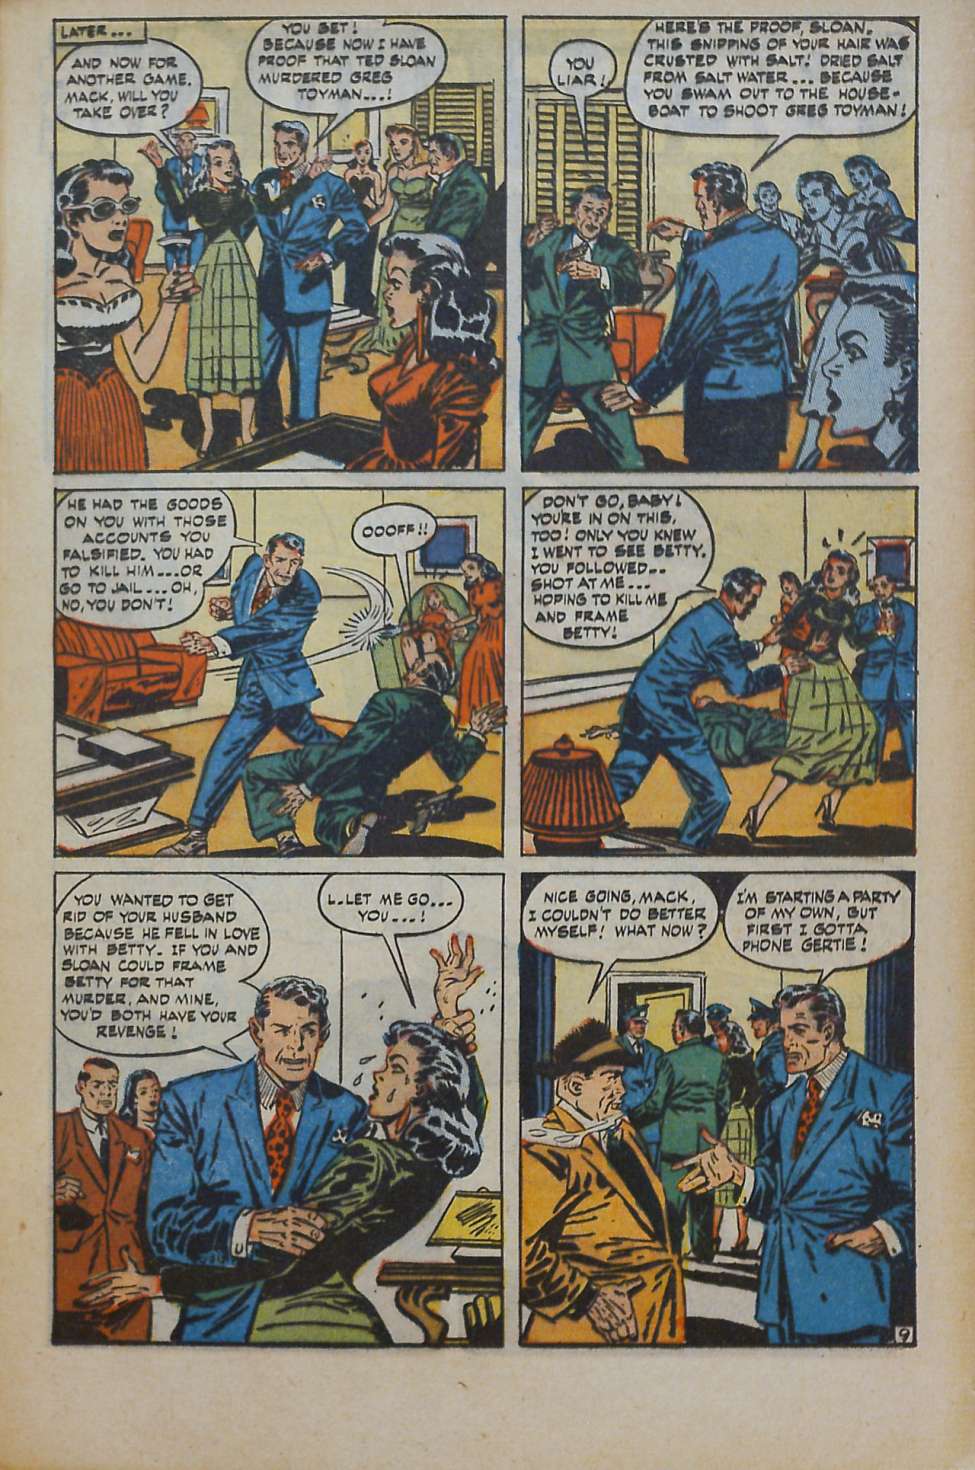 LATER...
AND NOW FOR
ANOTHER GAME.
MACK, WILL YOU
TAKE OVER?
YOU BET!
BECAUSE NOW I HAVE
PROOF THAT TED SLOAN
MURDERED GREG
TOYMAN...!
YOU
LIAR!
HERE'S THE PROOF, SLOAN.
THIS SNIPPING OF YOUR HAIR WAS
CRUSTED WITH SALT! DRIED SALT
FROM SALT WATER... BECAUSE
YOU SWAM OUT TO THE HOUSE-
BOAT TO SHOOT GREG TOYMAN!
HE HAD THE GOODS
ON YOU WITH THOSE
ACCOUNTS YOU
FALSIFIED. YOU HAD
TO KILL HIM...OR
GO TO JAIL... OH,
NO, YOU DON'T!
OOOFF!!
DON'T GO, BABY!
YOU'RE IN ON THIS,
TOO! ONLY YOU KNEW
I WENT TO SEE BETTY.
YOU FOLLOWED--
SHOT AT ME...
HOPING TO KILL ME
AND FRAME
BETTY!
YOU WANTED TO GET
RID OF YOUR HUSBAND
BECAUSE HE FELL IN LOVE
WITH BETTY. IF YOU AND
SLOAN COULD FRAME
BETTY FOR THAT
MURDER, AND MINE,
YOU'D BOTH HAVE YOUR
REVENGE!
L..LET ME GO...
YOU...!
NICE GOING, MACK,
I COULDN'T DO BETTER
MYSELF! WHAT NOW?
I'M STARTING A PARTY
OF MY OWN, BUT
FIRST I GOTTA
PHONE GERTIE!
9